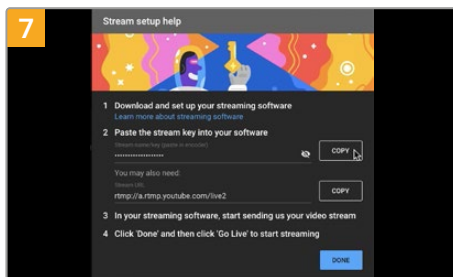 7
Stream setup help
1 Download and set up your streaming software
Learn more about streaming software
2 Paste the stream key into your software
Stream name/key (paste in encoder)
••••••••••••••••••••
COPY
You may also need:
Stream URL
rtmp://a.rtmp.youtube.com/live2
COPY
3 In your streaming software, start sending us your video stream
4 Click 'Done' and then click 'Go Live' to start streaming
DONE